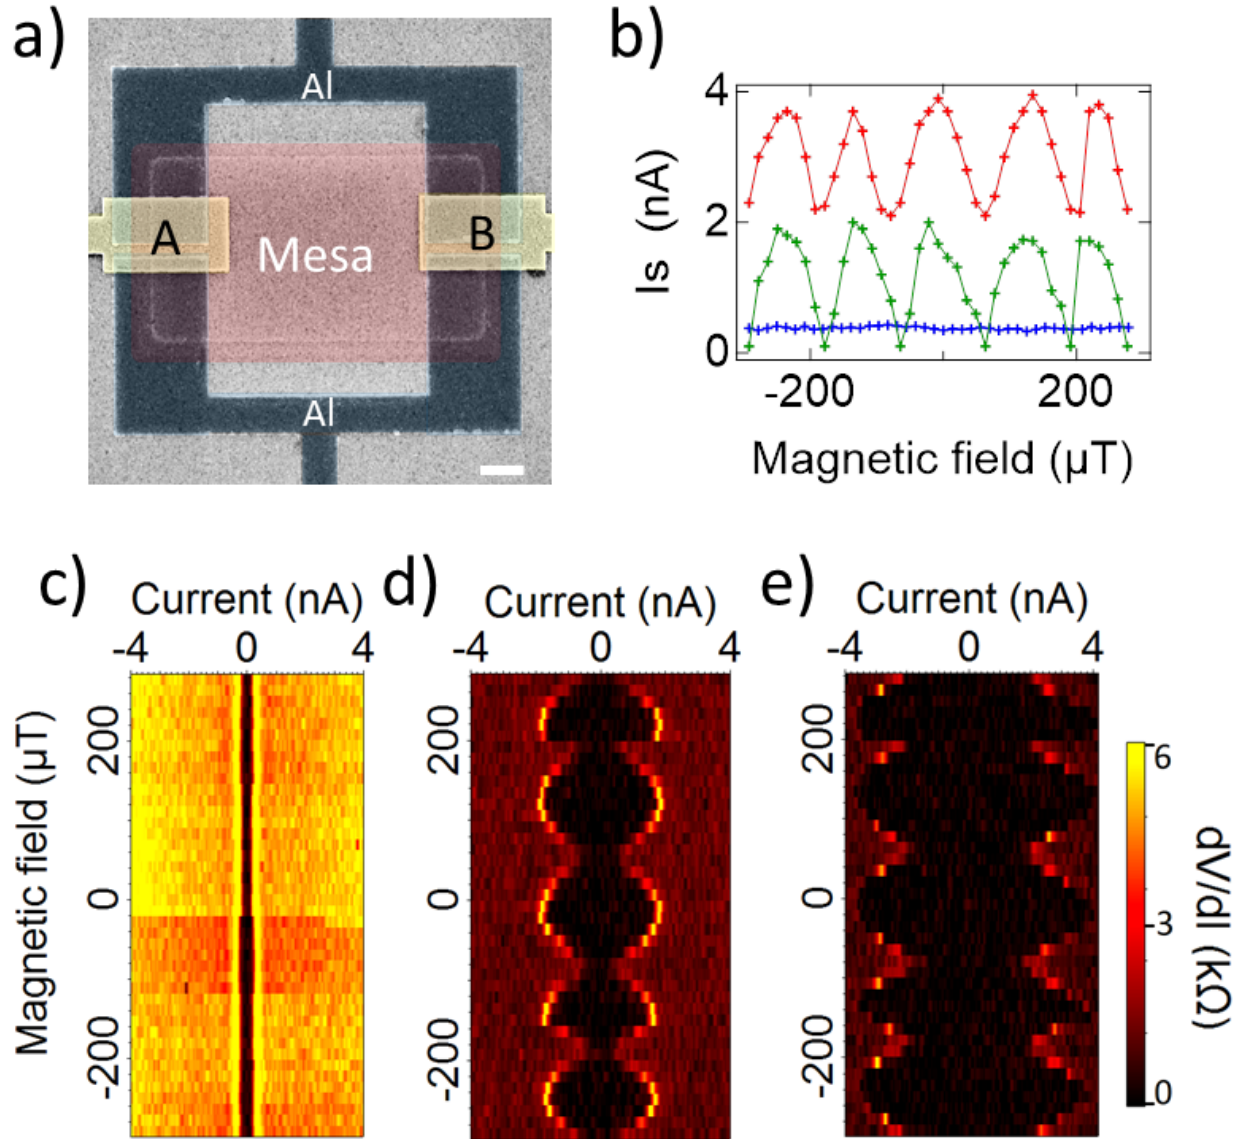 a)
Al
A
Mesa
B
Al
b)
4
2
0
Is (nA)
-200
200
Magnetic field (µT)
c)
Current (nA)
-4 0 4
Magnetic field (µT)
200
0
-200
d)
Current (nA)
-4 0 4
200
0
-200
e)
Current (nA)
-4 0 4
200
0
-200
6
3
0
dV/dI (kΩ)